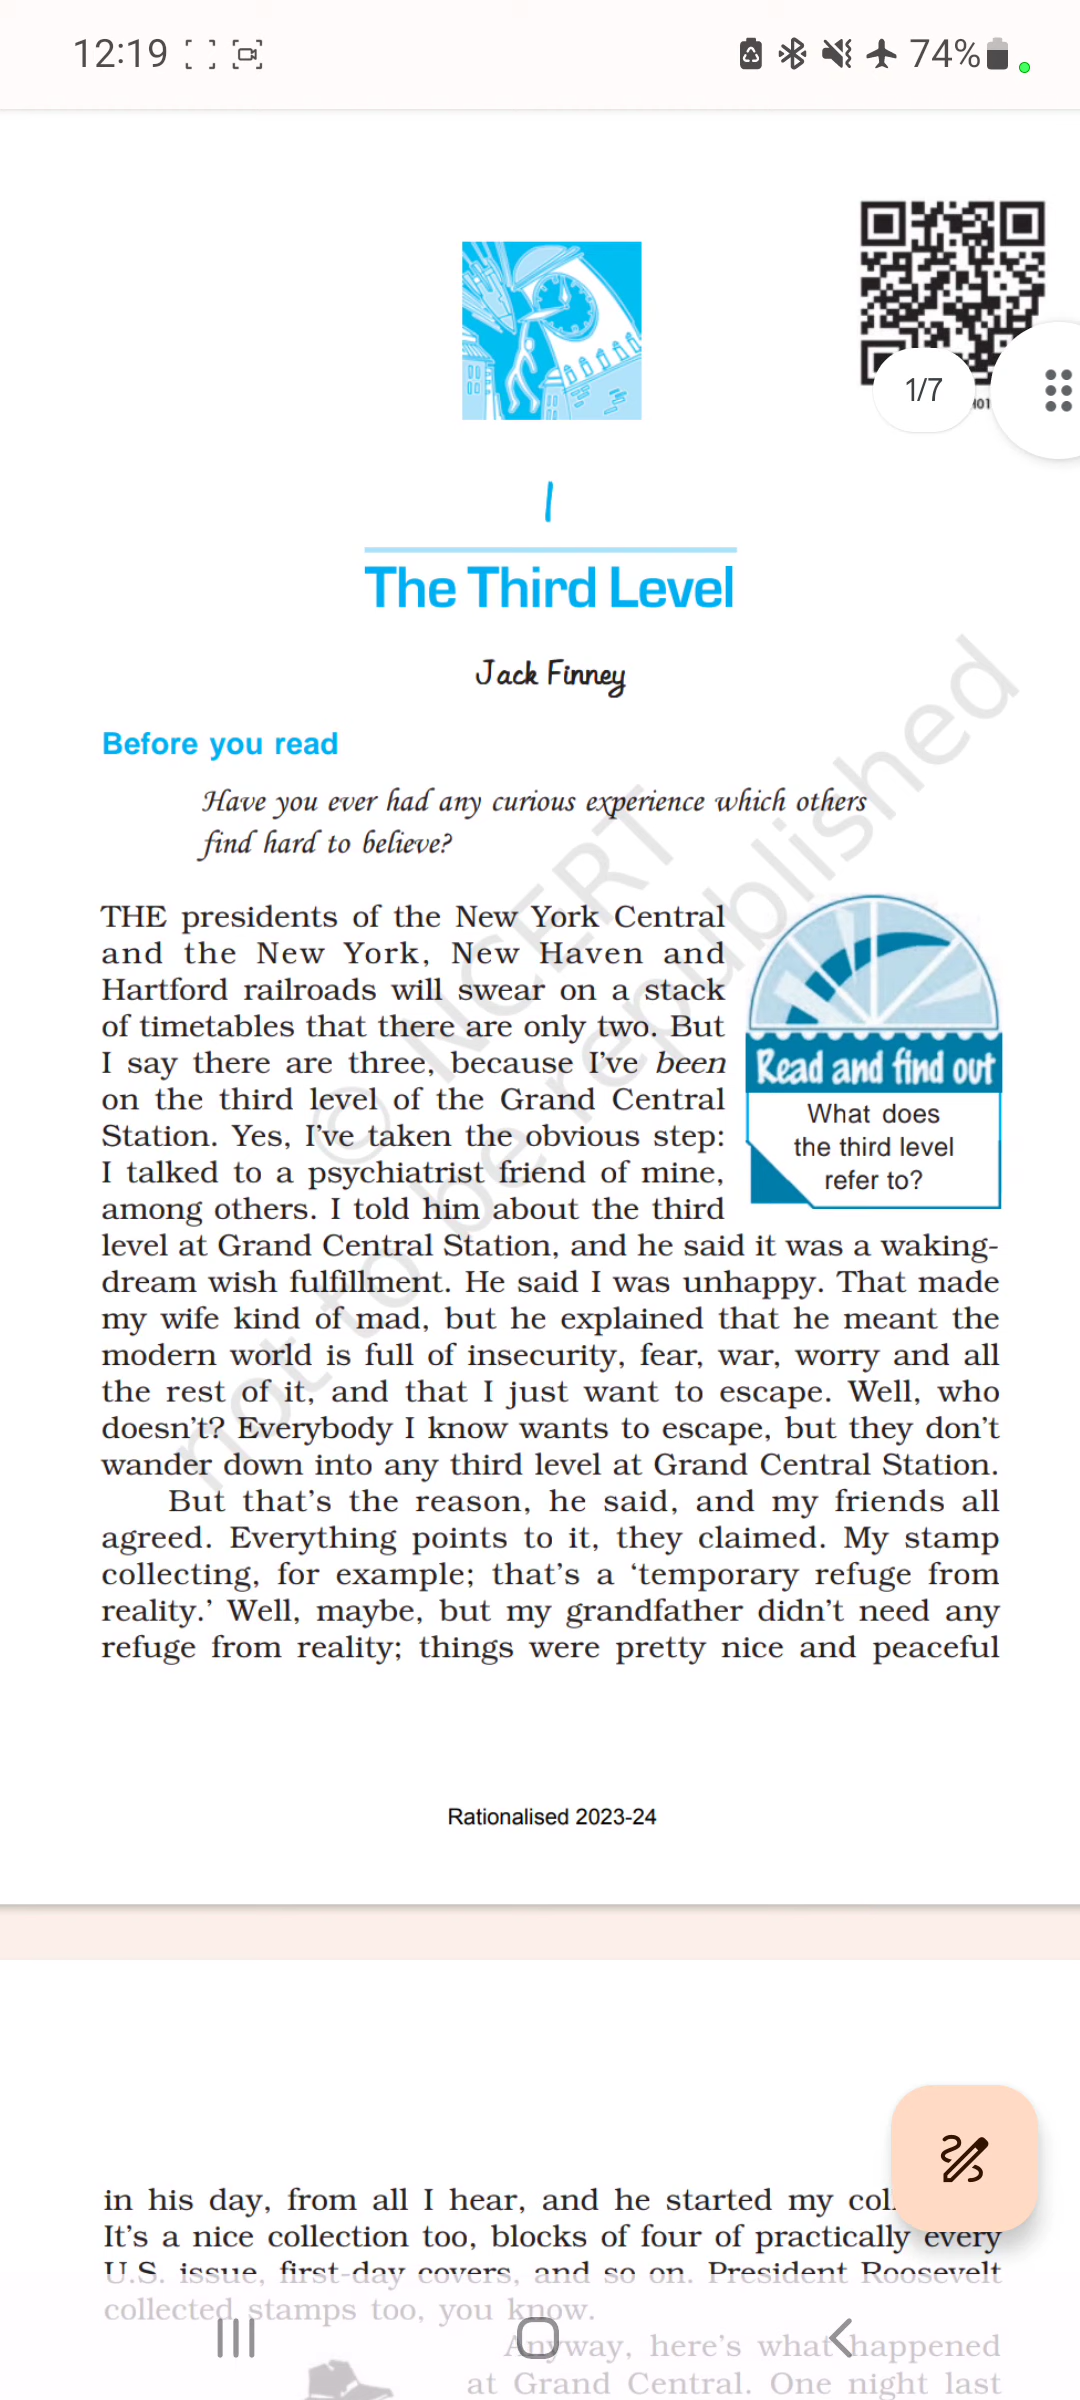 12:19
74%
1/7
1
The Third Level
Jack Finney
Before you read
Have you ever had any curious experience which others
find hard to believe?
THE presidents of the New York Central
and the New York, New Haven and
Hartford railroads will swear on a stack
of timetables that there are only two. But
I say there are three, because I've been
on the third level of the Grand Central
Station. Yes, I've taken the obvious step:
I talked to a psychiatrist friend of mine,
among others. I told him about the third
level at Grand Central Station, and he said it was a waking-
dream wish fulfillment. He said I was unhappy. That made
my wife kind of mad, but he explained that he meant the
modern world is full of insecurity, fear, war, worry and all
the rest of it, and that I just want to escape. Well, who
doesn't? Everybody I know wants to escape, but they don't
wander down into any third level at Grand Central Station.
But that's the reason, he said, and my friends all
agreed. Everything points to it, they claimed. My stamp
collecting, for example; that's a ‘temporary refuge from
reality.’ Well, maybe, but my grandfather didn't need any
refuge from reality; things were pretty nice and peaceful
Read and find out
What does
the third level
refer to?
© NCERT
not to be republished
Rationalised 2023-24
in his day, from all I hear, and he started my
It's a nice collection too, blocks of four of practically every
U.S. issue, first-day covers, and so on. President Roosevelt
collected stamps too, you know.
Anyway, here's what happened
at Grand Central. One night last